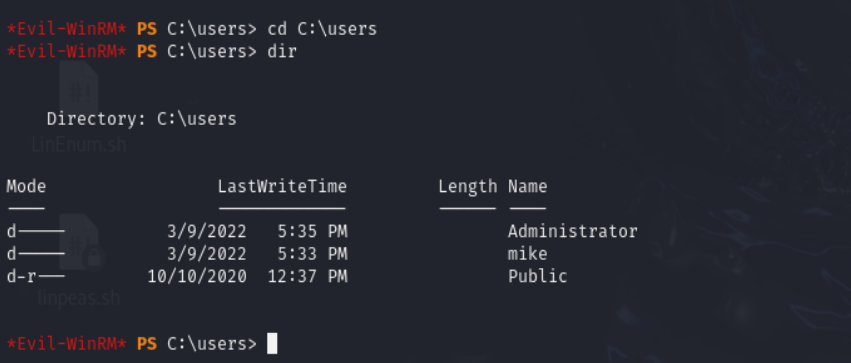 *Evil-WinRM* PS C:\users> cd C:\users
*Evil-WinRM* PS C:\users> dir
Directory: C:\users
LinEnum.sh
Mode LastWriteTime Length Name
---- ------------- ------ ----
d----- 3/9/2022 5:35 PM Administrator
d----- 3/9/2022 5:33 PM mike
d-r--- 10/10/2020 12:37 PM Public
linpeas.sh
*Evil-WinRM* PS C:\users>